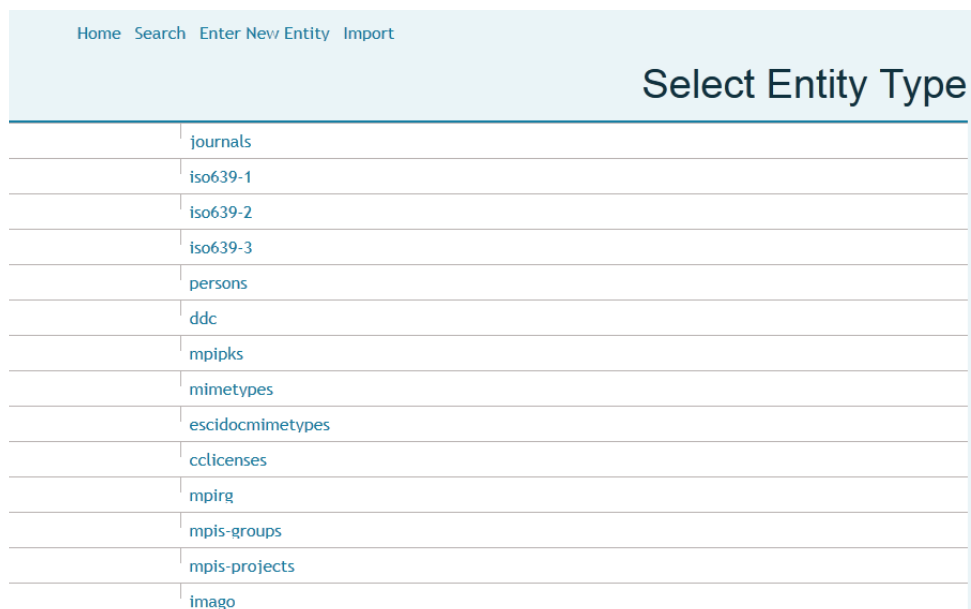 Home Search Enter New Entity Import
Select Entity Type
journals
iso639-1
iso639-2
iso639-3
persons
ddc
mpipks
mimetypes
escidocmimetypes
cclicenses
mpirg
mpis-groups
mpis-projects
imago